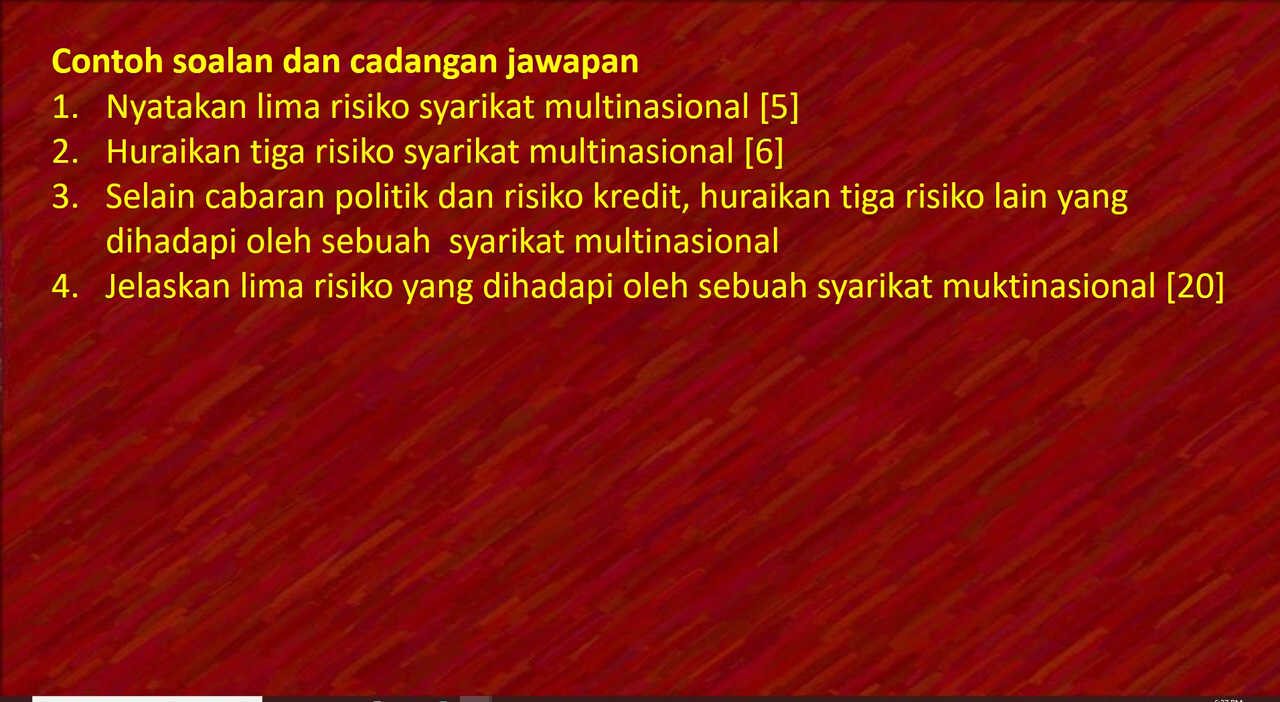 Contoh soalan dan cadangan jawapan
1. Nyatakan lima risiko syarikat multinasional [5]
2. Huraikan tiga risiko syarikat multinasional [6]
3. Selain cabaran politik dan risiko kredit, huraikan tiga risiko lain yang
dihadapi oleh sebuah syarikat multinasional
4. Jelaskan lima risiko yang dihadapi oleh sebuah syarikat muktinasional [20]